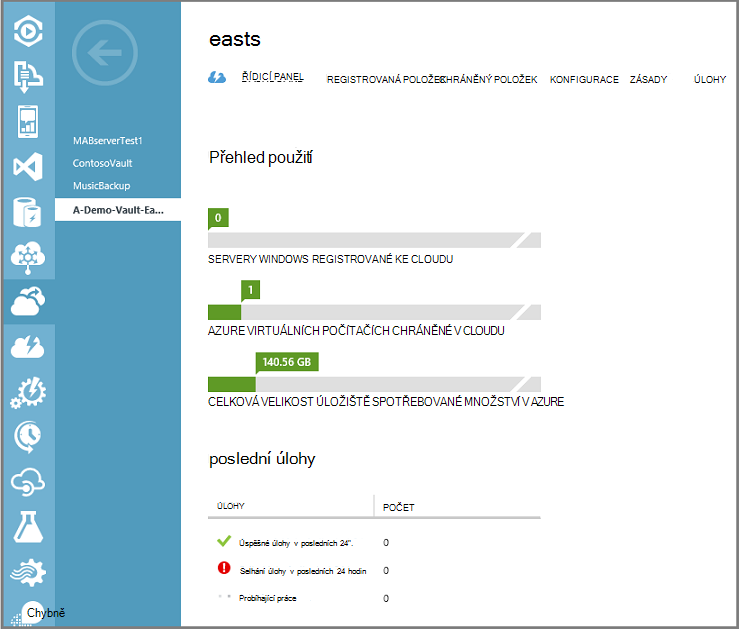 easts
ŘÍDICÍ PANEL REGISTROVANÁ POLOŽEK CHRÁNĚNÝ POLOŽEK KONFIGURACE ZÁSADY ÚLOHY
MABserverTest1
ContosoVault
MusicBackup
A-Demo-Vault-Ea...
Přehled použití
0
SERVERY WINDOWS REGISTROVANÉ KE CLOUDU
1
AZURE VIRTUÁLNÍCH POČÍTAČÍCH CHRÁNĚNÉ V CLOUDU
140.56 GB
CELKOVÁ VELIKOST ÚLOŽIŠTĚ SPOTŘEBOVANÉ MNOŽSTVÍ V AZURE
poslední úlohy
ÚLOHY POČET
Úspěšné úlohy v posledních 24". 0
Selhání úlohy v posledních 24 hodin 0
Probíhající práce 0
Chybně